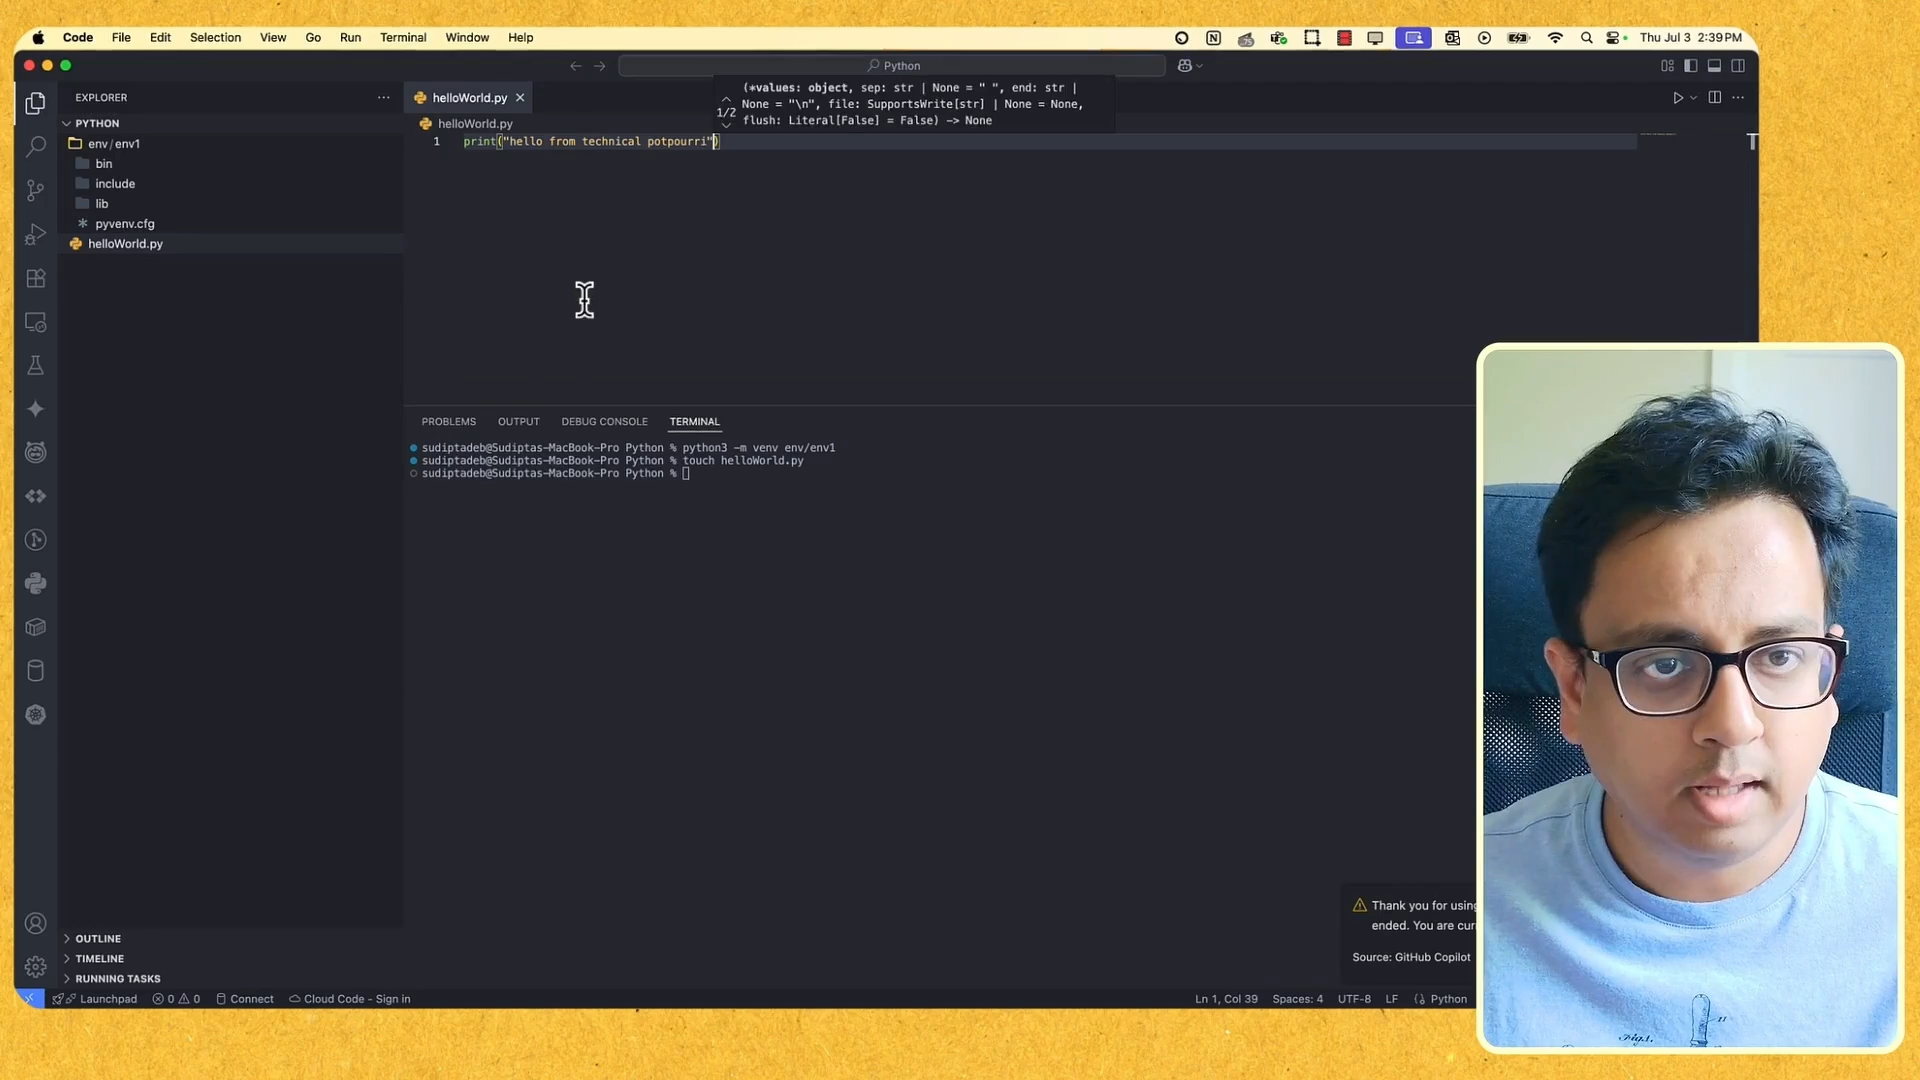 Code File Edit Selection View Go Run Terminal Window Help
Thu Jul 3 2:39 PM
Python
EXPLORER
PYTHON
env/env1
bin
include
lib
pyvenv.cfg
helloWorld.py
helloWorld.py
helloWorld.py
1/2
(*values: object, sep: str | None = " ", end: str |
None = "\n", file: SupportsWrite[str] | None = None,
flush: Literal[False] = False) -> None
1 print("hello from technical potpourri")
PROBLEMS OUTPUT DEBUG CONSOLE TERMINAL
sudiptadeb@Sudiptas-MacBook-Pro Python % python3 -m venv env/env1
sudiptadeb@Sudiptas-MacBook-Pro Python % touch helloWorld.py
sudiptadeb@Sudiptas-MacBook-Pro Python %
Thank you for using
ended. You are
Source: GitHub Copilot
OUTLINE
TIMELINE
RUNNING TASKS
Launchpad 0 0 Connect Cloud Code - Sign in
Ln 1, Col 39 Spaces: 4 UTF-8 LF Python
Fig.1.
11